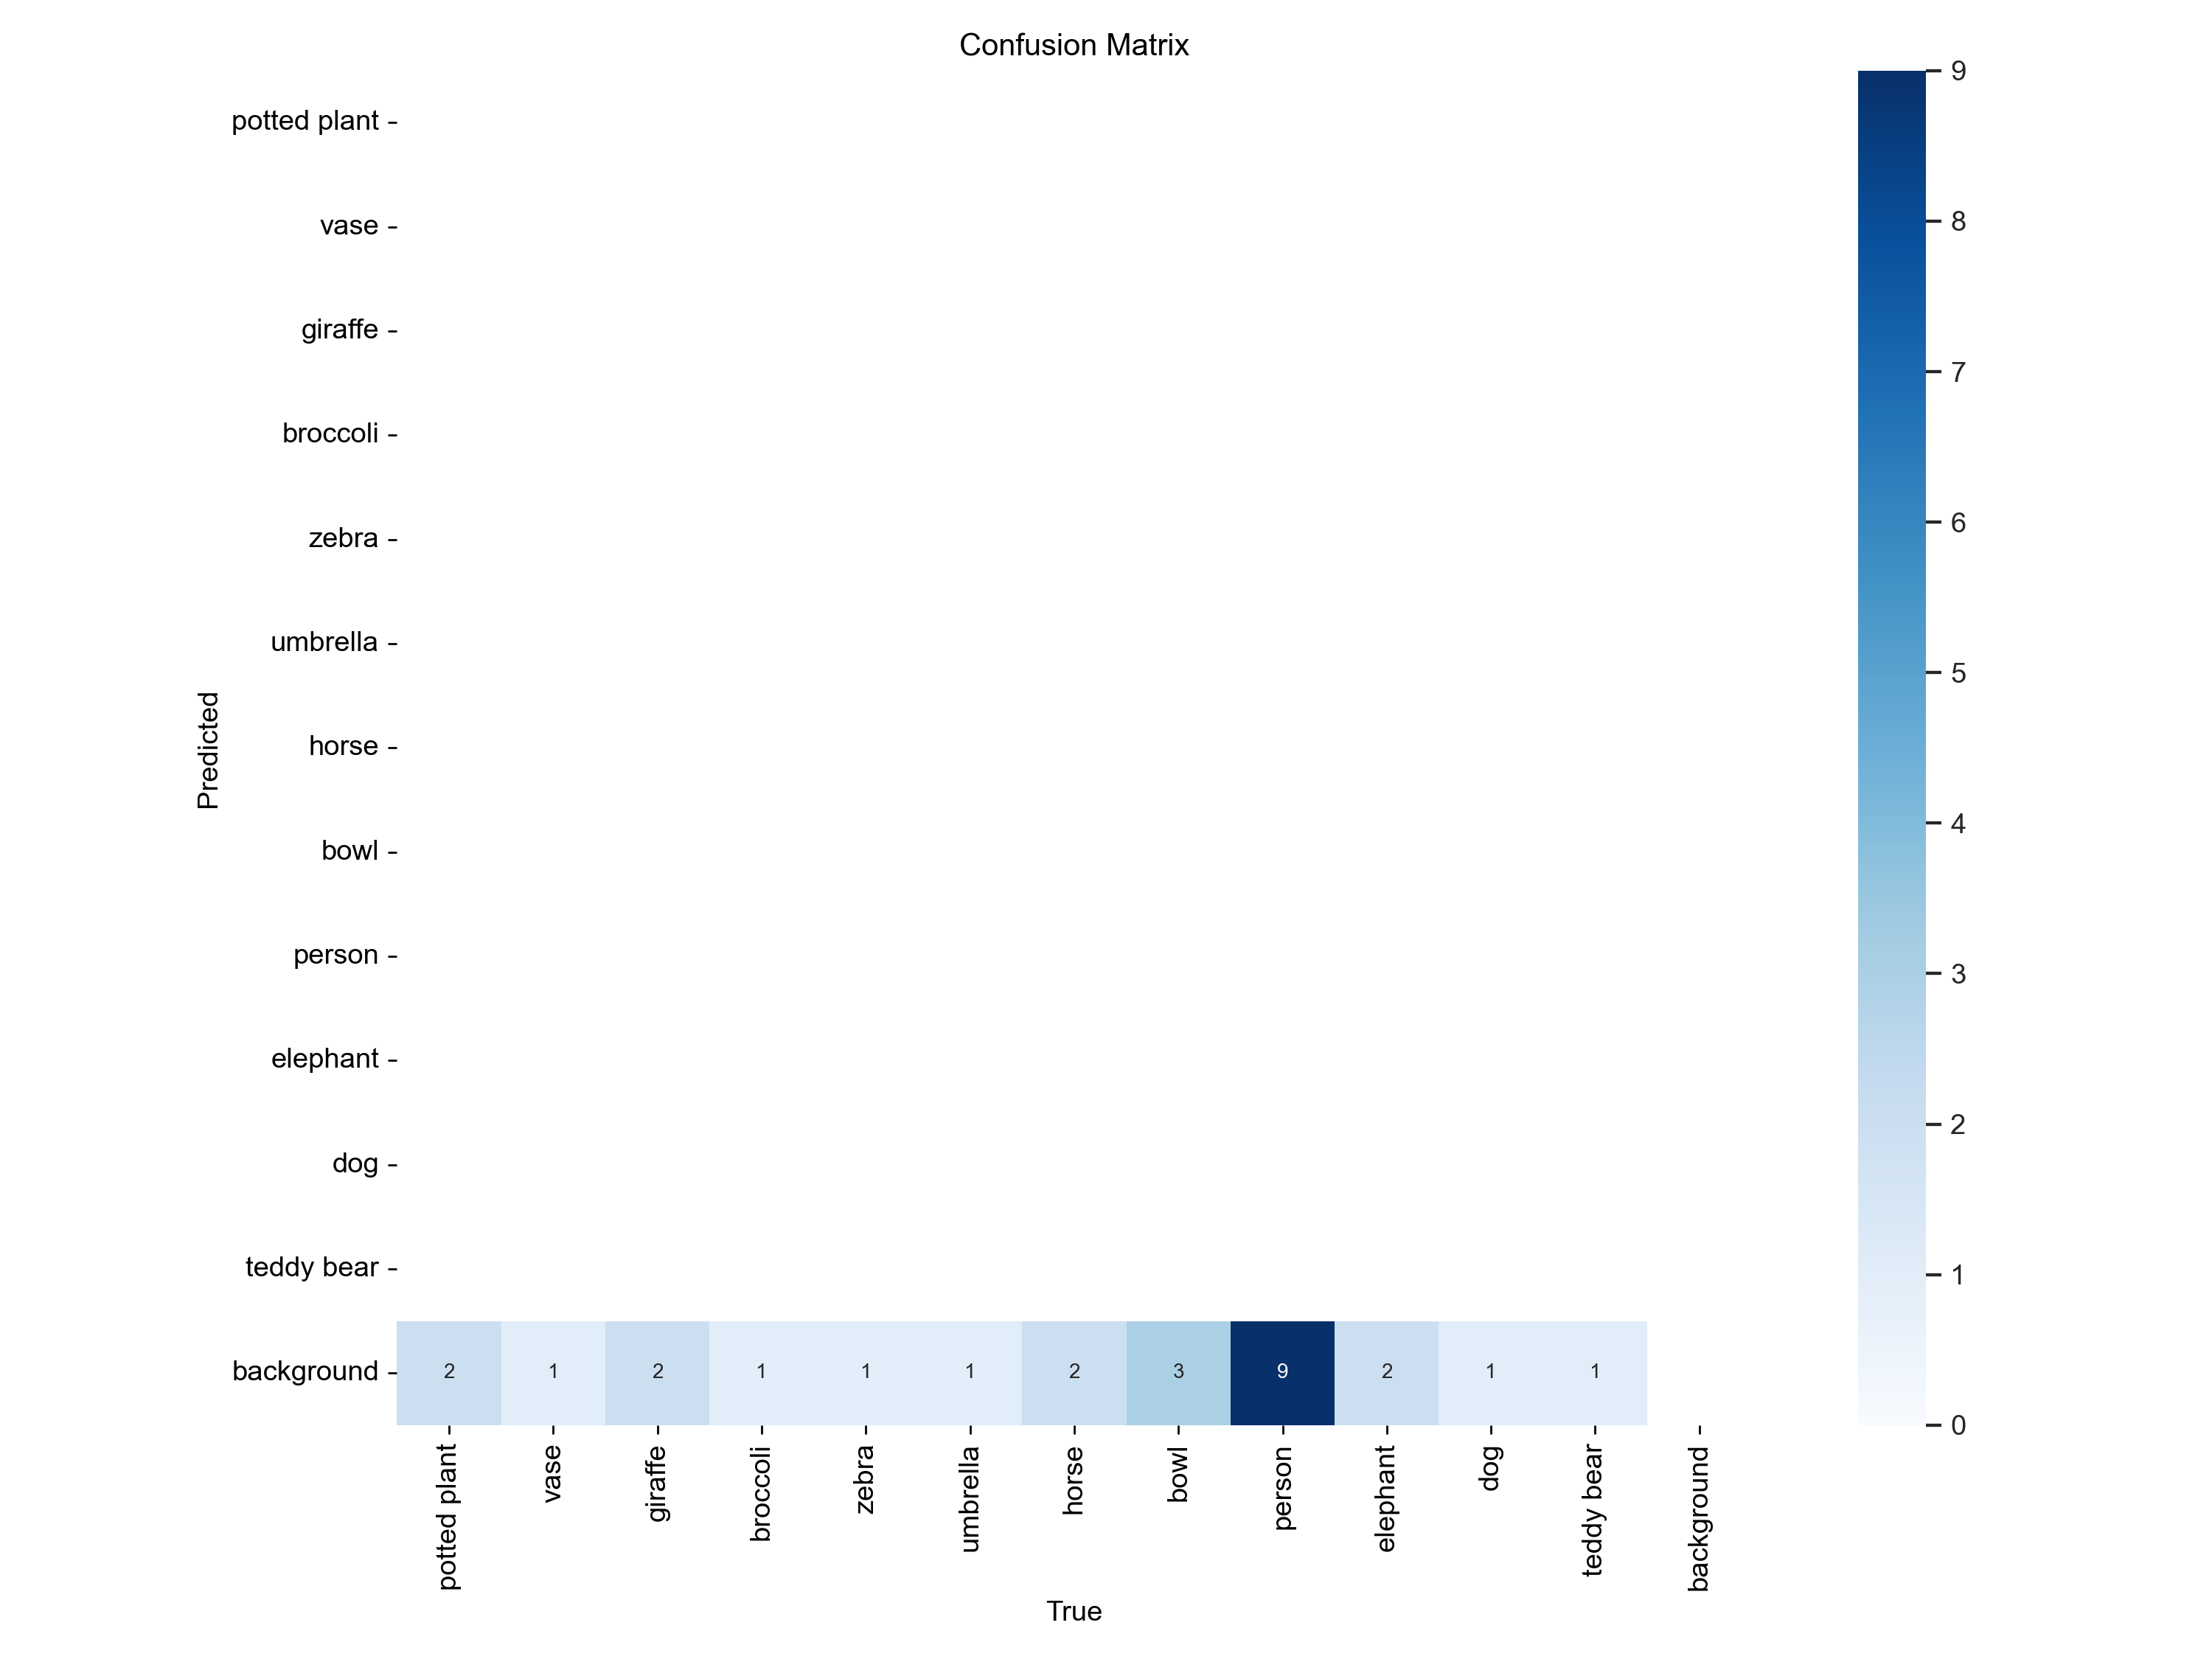 Confusion Matrix
potted plant
vase
giraffe
broccoli
zebra
umbrella
horse
bowl
person
elephant
dog
teddy bear
background
Predicted
2 1 2 1 1 1 2 3 9 2 1 1
potted plant
vase
giraffe
broccoli
zebra
umbrella
horse
bowl
person
elephant
dog
teddy bear
background
True
9
8
7
6
5
4
3
2
1
0